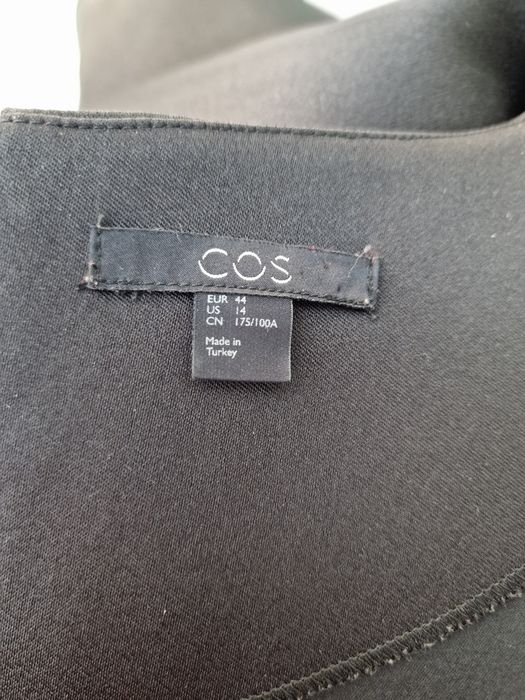 COS
EUR 44
US 14
CN 175/100A
Made in
Turkey